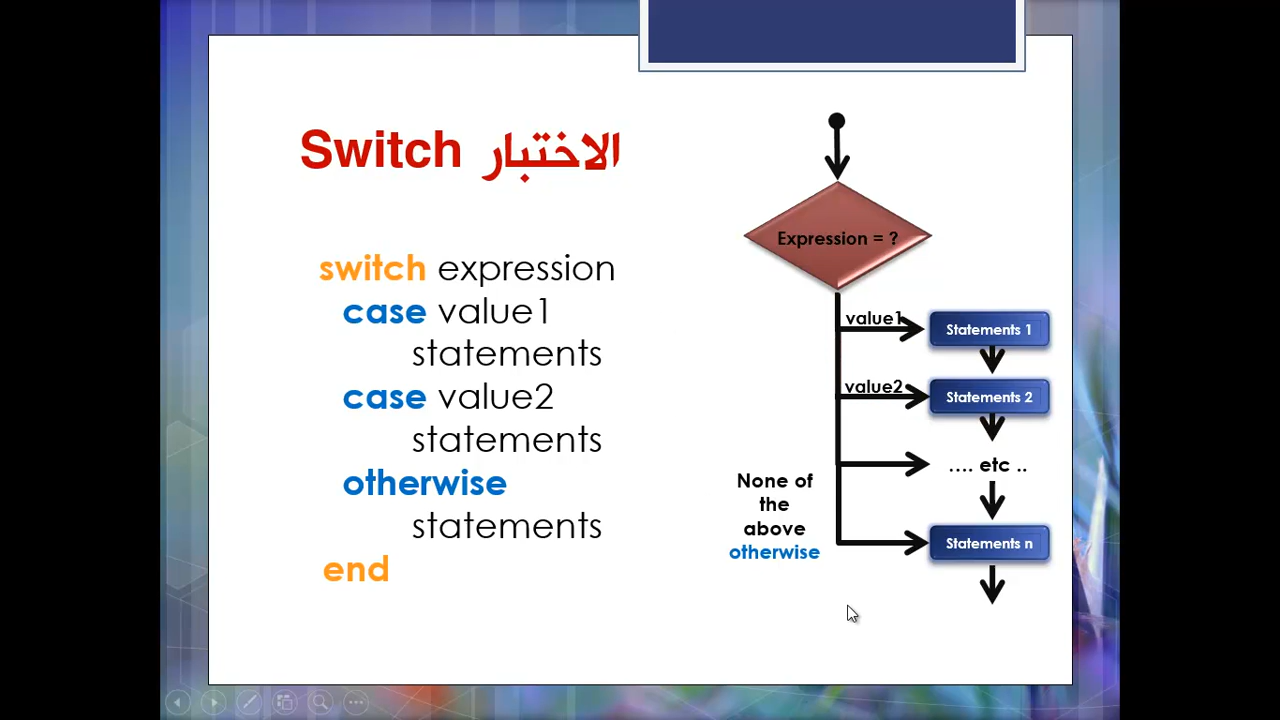 Switch الاختبار
switch expression
case value1
statements
case value2
statements
otherwise
statements
end
Expression = ?
value1
Statements 1
value2
Statements 2
.... etc ..
None of
the
above
otherwise
Statements n